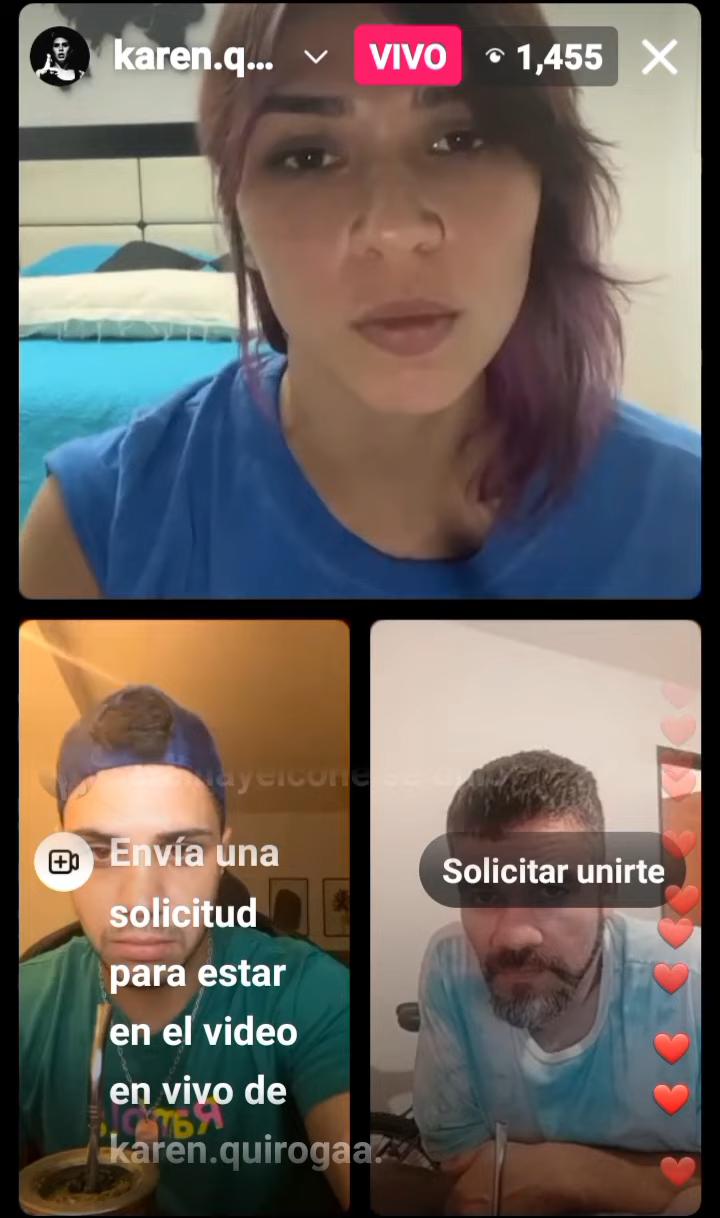 karen.q... VIVO 1,455
Envía una
solicitud
para estar
en el video
en vivo de
karen.quirogaa.
Solicitar unirte